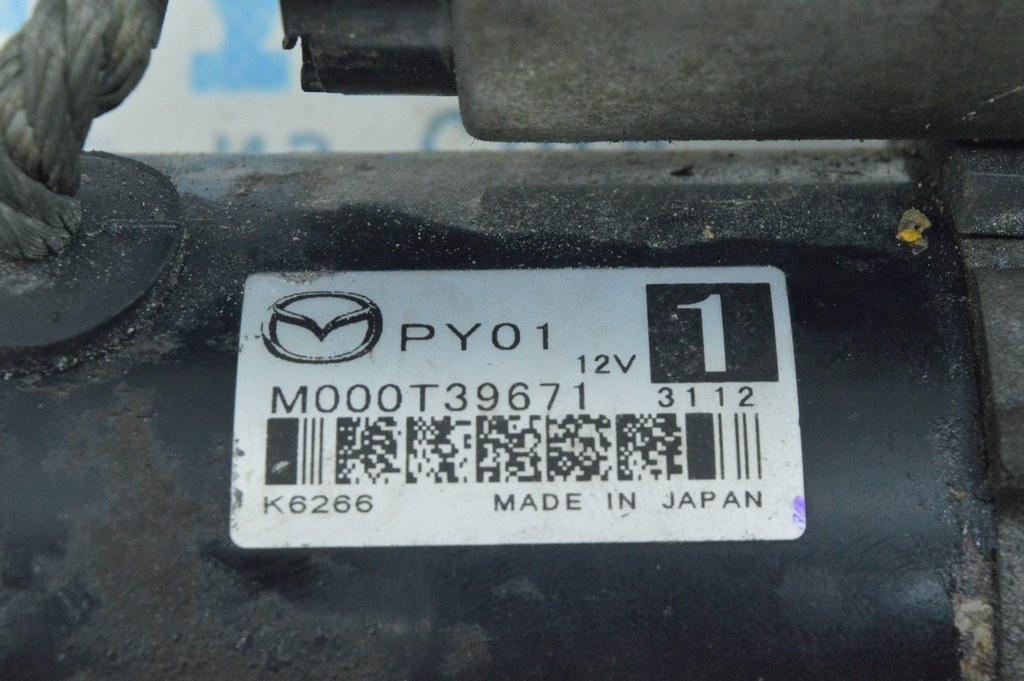 PY01
12V
1
M000T39671
3112
K6266
MADE IN JAPAN